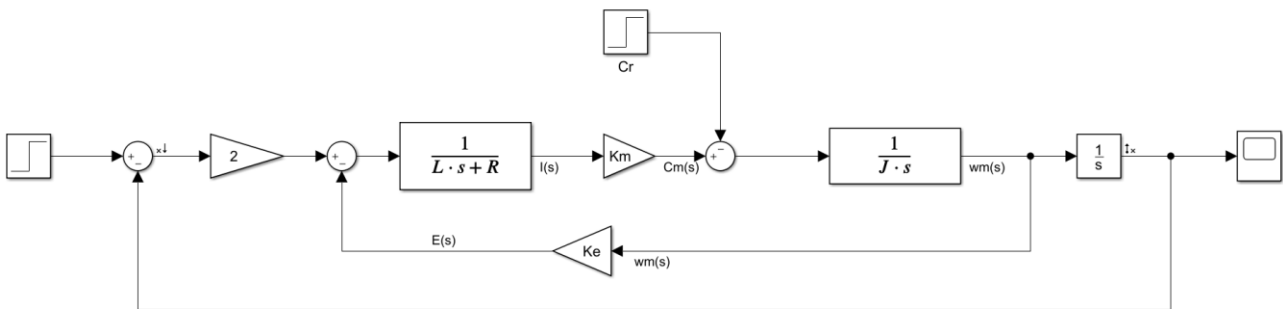 Cr
2
1
L · s + R
I(s)
Km
Cm(s)
1
J · s
wm(s)
1
s
E(s)
Ke
wm(s)